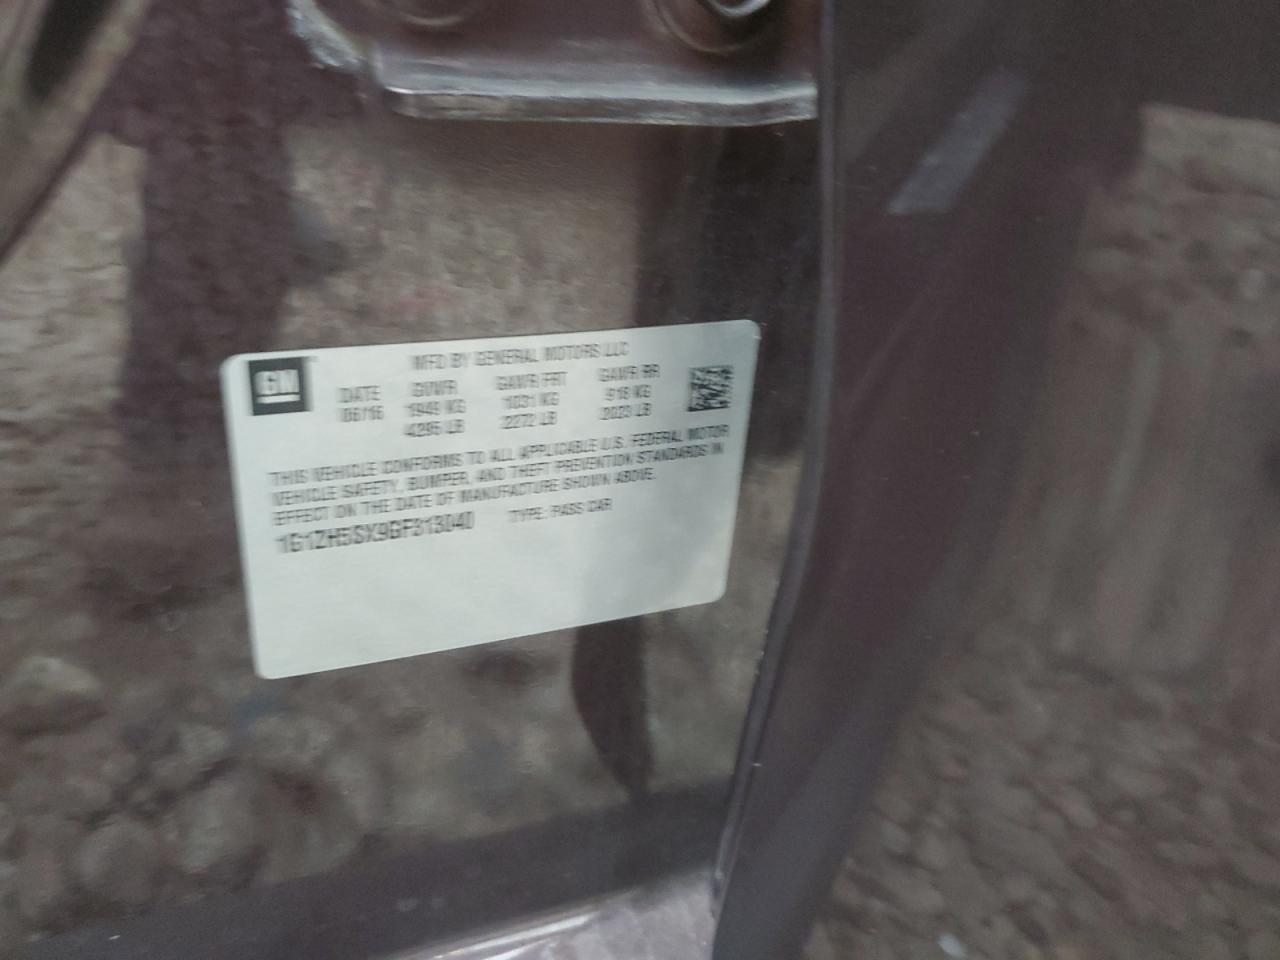 GM
MFD BY GENERAL MOTORS LLC
DATE GVWR GAWR FRT GAWR RR
06/16 1949 KG 1031 KG 918 KG
4295 LB 2272 LB 2023 LB
THIS VEHICLE CONFORMS TO ALL APPLICABLE U.S. FEDERAL MOTOR
VEHICLE SAFETY, BUMPER, AND THEFT PREVENTION STANDARDS IN
EFFECT ON THE DATE OF MANUFACTURE SHOWN ABOVE.
1G1ZH5SX9GF313040 TYPE: PASS CAR